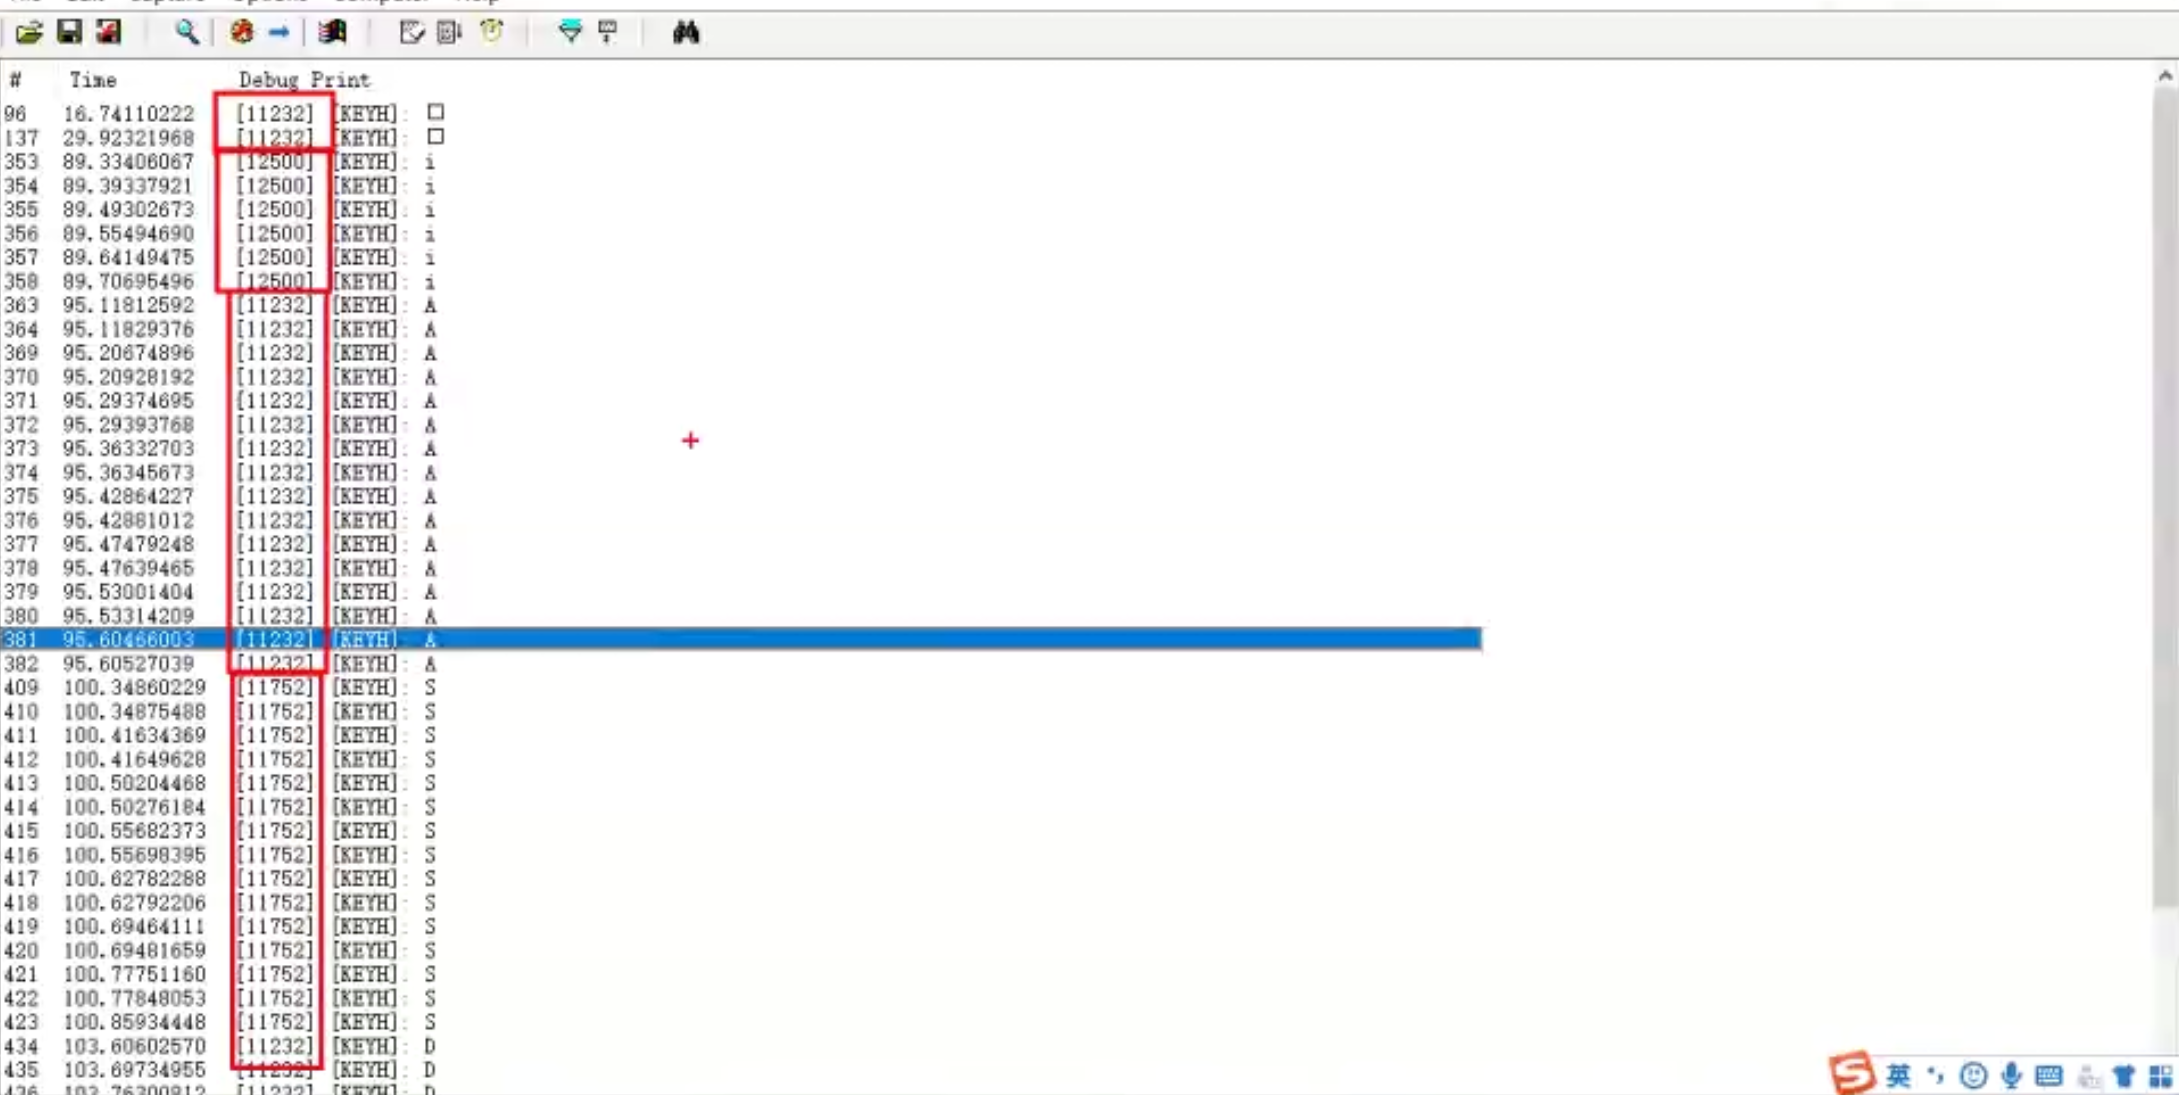 # Time Debug Print
96 16.74110222 [11232] [KEYH]: □
137 29.92321968 [11232] [KEYH]: □
353 89.33406067 [12500] [KEYH]: i
354 89.39337921 [12500] [KEYH]: i
355 89.49302673 [12500] [KEYH]: i
356 89.55494690 [12500] [KEYH]: i
357 89.64149475 [12500] [KEYH]: i
358 89.70695496 [12500] [KEYH]: i
363 95.11812592 [11232] [KEYH]: A
364 95.11829376 [11232] [KEYH]: A
369 95.20674896 [11232] [KEYH]: A
370 95.20928192 [11232] [KEYH]: A
371 95.29374695 [11232] [KEYH]: A
372 95.29393768 [11232] [KEYH]: A
373 95.36332703 [11232] [KEYH]: A
374 95.36345673 [11232] [KEYH]: A
375 95.42864227 [11232] [KEYH]: A
376 95.42881012 [11232] [KEYH]: A
377 95.47479248 [11232] [KEYH]: A
378 95.47639465 [11232] [KEYH]: A
379 95.53001404 [11232] [KEYH]: A
380 95.53314209 [11232] [KEYH]: A
381 95.60466003 [11232] [KEYH]: A
382 95.60527039 [11232] [KEYH]: A
409 100.34860229 [11752] [KEYH]: S
410 100.34875488 [11752] [KEYH]: S
411 100.41634369 [11752] [KEYH]: S
412 100.41649628 [11752] [KEYH]: S
413 100.50204468 [11752] [KEYH]: S
414 100.50276184 [11752] [KEYH]: S
415 100.55682373 [11752] [KEYH]: S
416 100.55698395 [11752] [KEYH]: S
417 100.62782288 [11752] [KEYH]: S
418 100.62792206 [11752] [KEYH]: S
419 100.69464111 [11752] [KEYH]: S
420 100.69481659 [11752] [KEYH]: S
421 100.77751160 [11752] [KEYH]: S
422 100.77848053 [11752] [KEYH]: S
423 100.85934448 [11752] [KEYH]: S
434 103.60602570 [11232] [KEYH]: D
435 103.69734955 [11232] [KEYH]: D
436 103.76300812 [11232] [KEYH]: D
英